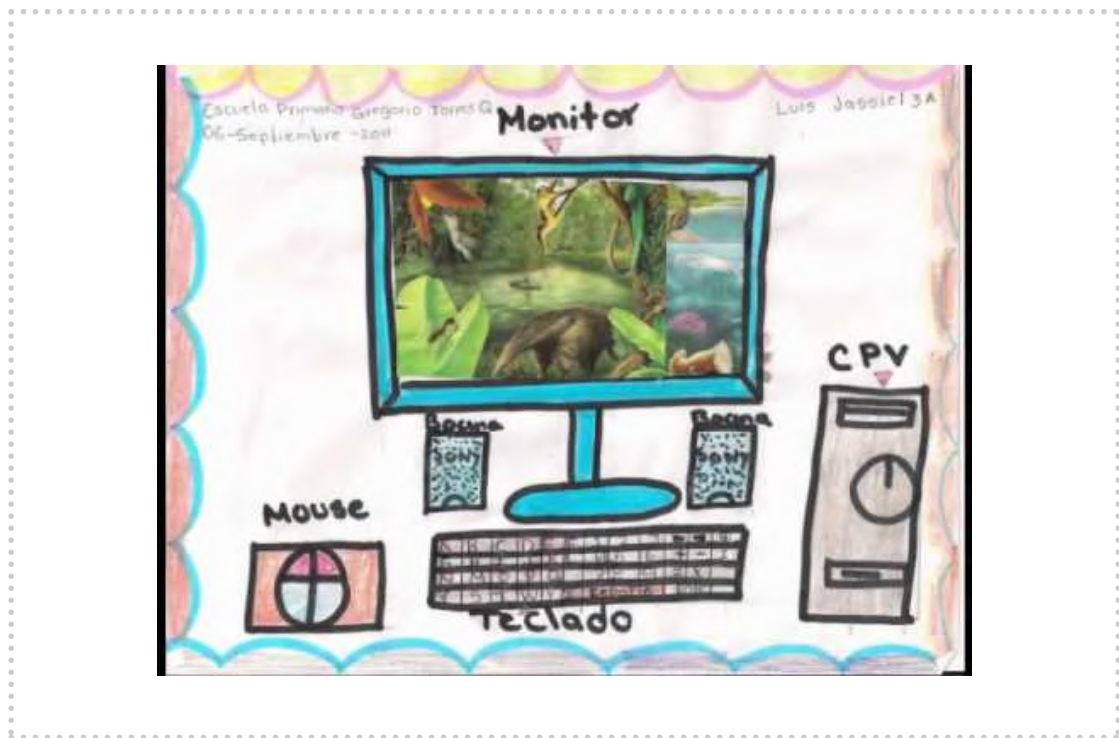 Escuela Primaria Gregorio Torres Q
06-Septiembre-2011
Luis Jassiel 3A
Monitor
CPV
Bocina
Bocina
SONY
SONY
Mouse
Teclado